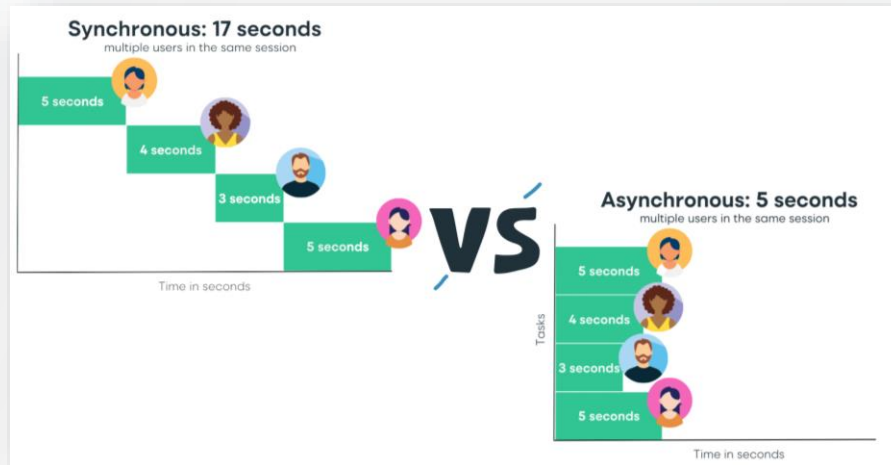 Synchronous: 17 seconds
multiple users in the same session
5 seconds
4 seconds
3 seconds
5 seconds
Time in seconds
VS
Asynchronous: 5 seconds
multiple users in the same session
Tasks
5 seconds
4 seconds
3 seconds
5 seconds
Time in seconds